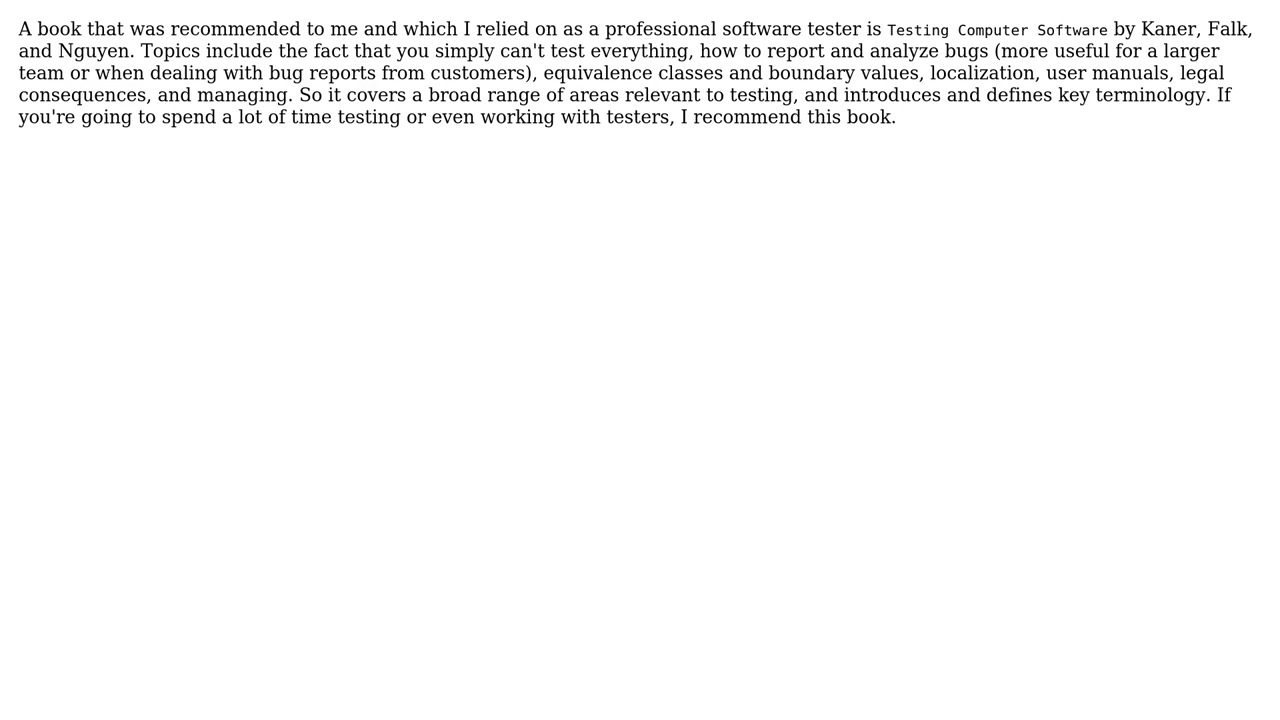 A book that was recommended to me and which I relied on as a professional software tester is Testing Computer Software by Kaner, Falk,
and Nguyen. Topics include the fact that you simply can't test everything, how to report and analyze bugs (more useful for a larger
team or when dealing with bug reports from customers), equivalence classes and boundary values, localization, user manuals, legal
consequences, and managing. So it covers a broad range of areas relevant to testing, and introduces and defines key terminology. If
you're going to spend a lot of time testing or even working with testers, I recommend this book.